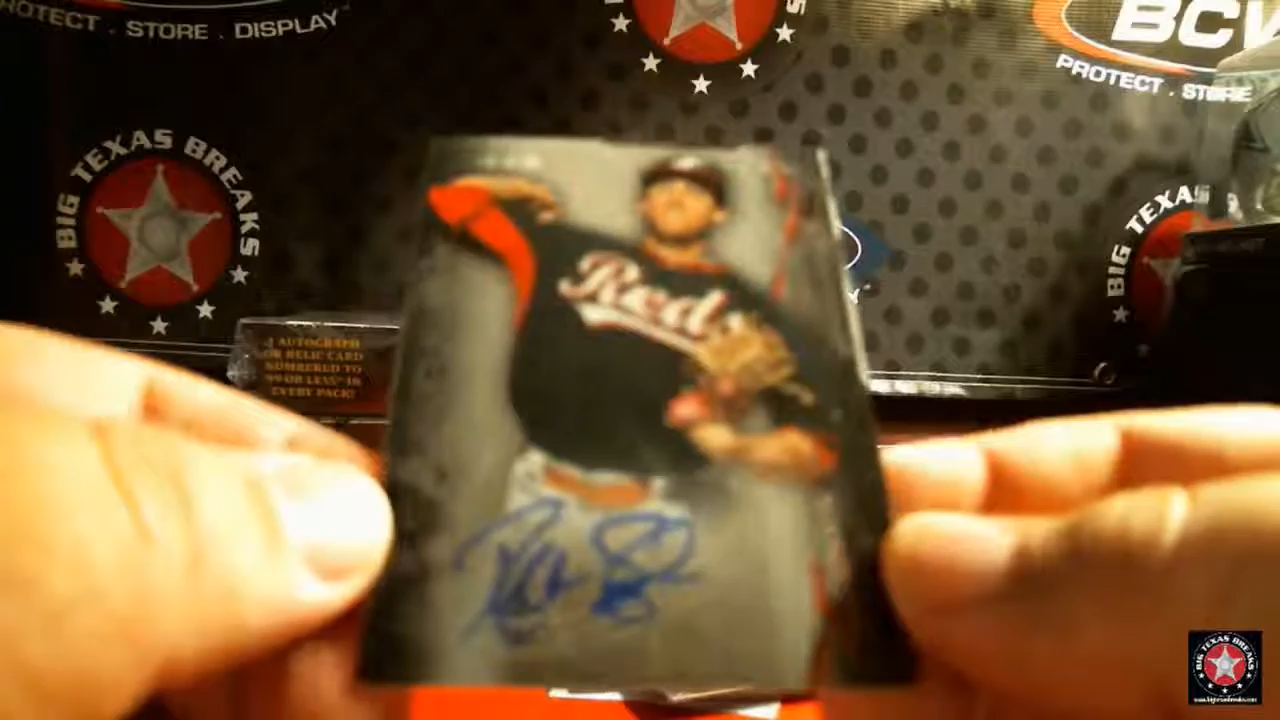 PROTECT . STORE . DISPLAY
BCW
PROTECT . STORE
BIG TEXAS BREAKS
BIG TEXAS
Reds
1 AUTOGRAPH
OR RELIC CARD
NUMBERED TO
99 OR LESS* IN
EVERY PACK!
BIG TEXAS BREAKS